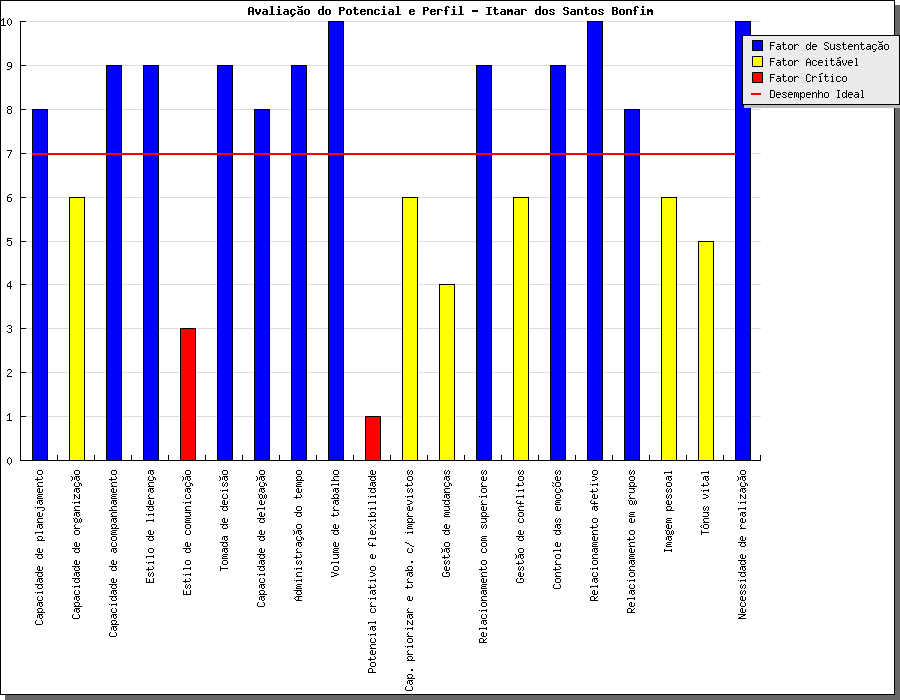 Avaliação do Potencial e Perfil - Itamar dos Santos Bonfim
10
9
8
7
6
5
4
3
2
1
0
Fator de Sustentação
Fator Aceitável
Fator Crítico
Desempenho Ideal
Capacidade de planejamento
Capacidade de organização
Capacidade de acompanhamento
Estilo de liderança
Estilo de comunicação
Tomada de decisão
Capacidade de delegação
Administração do tempo
Volume de trabalho
Potencial criativo e flexibilidade
Cap. priorizar e trab. c/ imprevistos
Gestão de mudanças
Relacionamento com superiores
Gestão de conflitos
Controle das emoções
Relacionamento afetivo
Relacionamento em grupos
Imagem pessoal
Tônus vital
Necessidade de realização